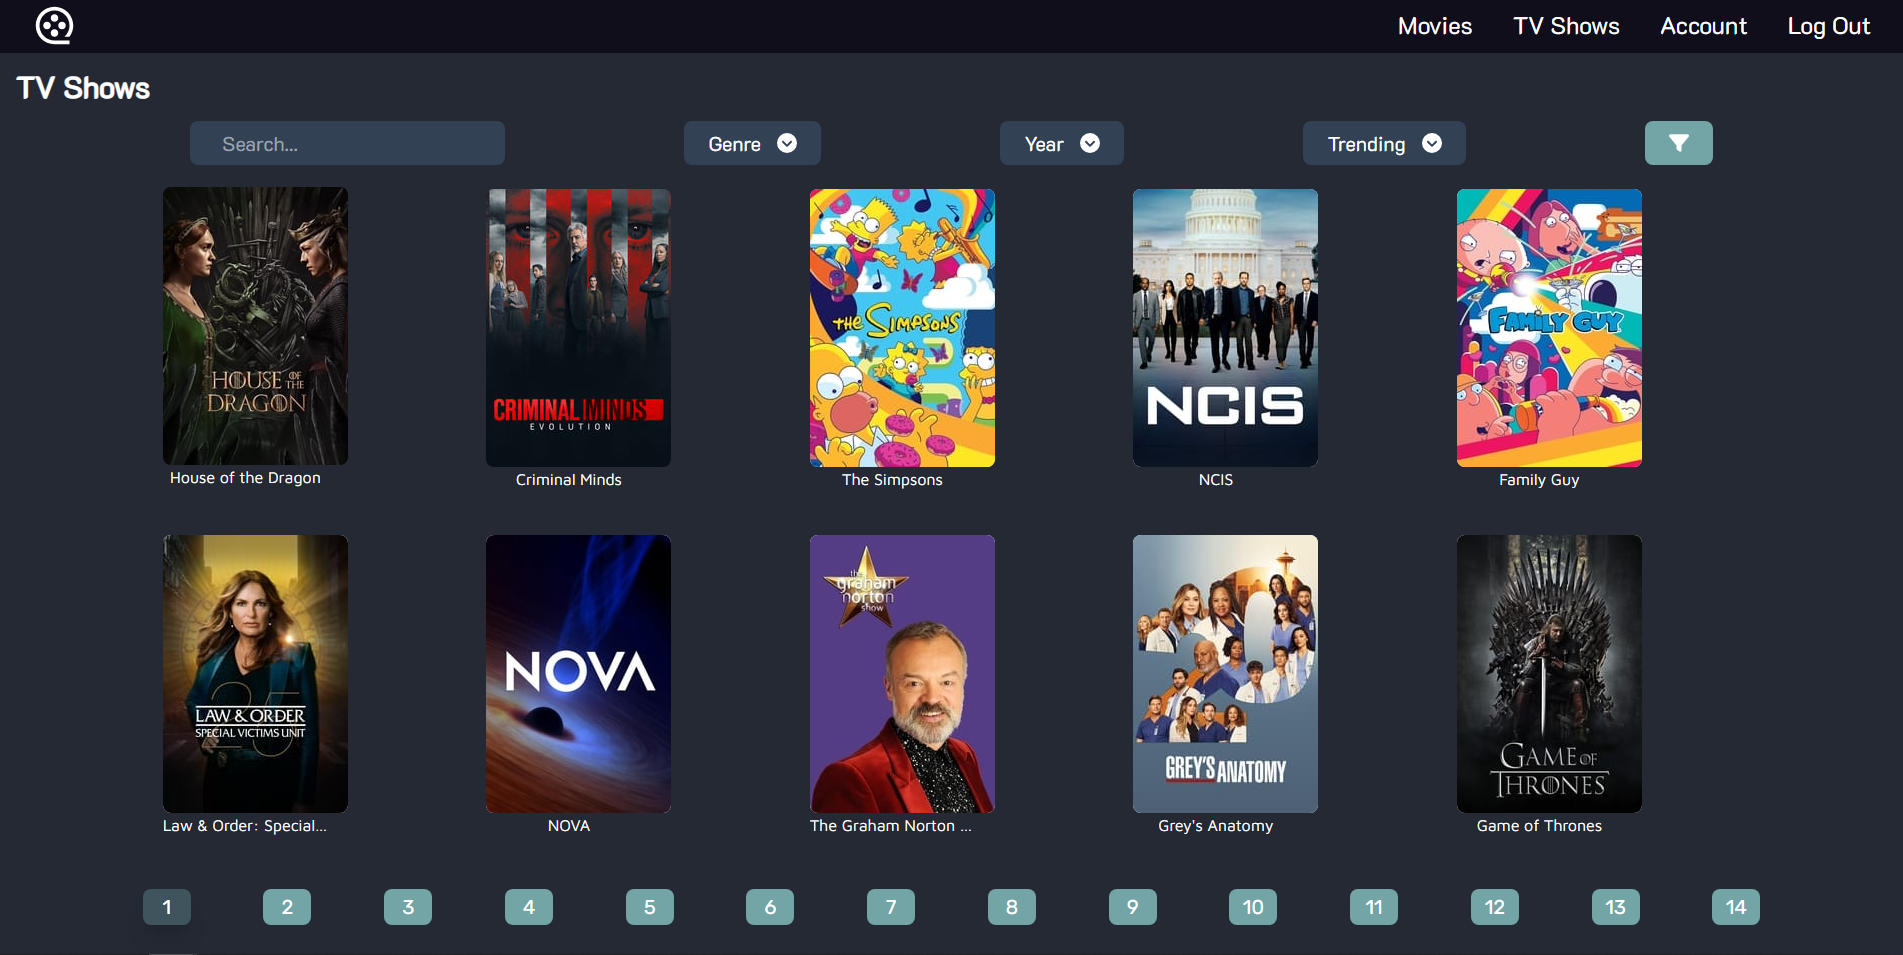 Movies TV Shows Account Log Out
TV Shows
Search... Genre Year Trending
HOUSE OF THE
DRAGON
House of the Dragon
CRIMINAL MINDS
EVOLUTION
Criminal Minds
THE SIMPSONS
The Simpsons
NCIS
NCIS
FAMILY GUY
Family Guy
25
LAW & ORDER
SPECIAL VICTIMS UNIT
Law & Order: Special...
NOVA
NOVA
the
graham
norton
show
The Graham Norton ...
GREY'S ANATOMY
Grey's Anatomy
GAME OF
THRONES
Game of Thrones
1 2 3 4 5 6 7 8 9 10 11 12 13 14